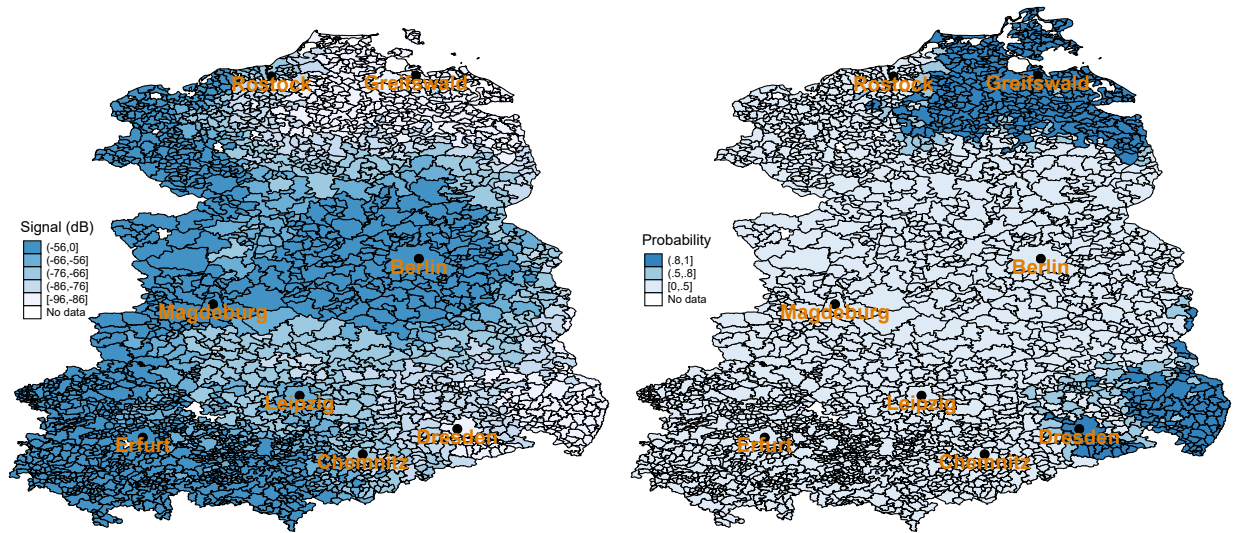 Rostock
Greifswald
Signal (dB)
(-56,0]
(-66,-56]
(-76,-66]
(-86,-76]
[-96,-86]
No data
Berlin
Magdeburg
Leipzig
Erfurt
Dresden
Chemnitz
Rostock
Greifswald
Probability
(.8,1]
(.5,.8]
[0,.5]
No data
Berlin
Magdeburg
Leipzig
Erfurt
Dresden
Chemnitz